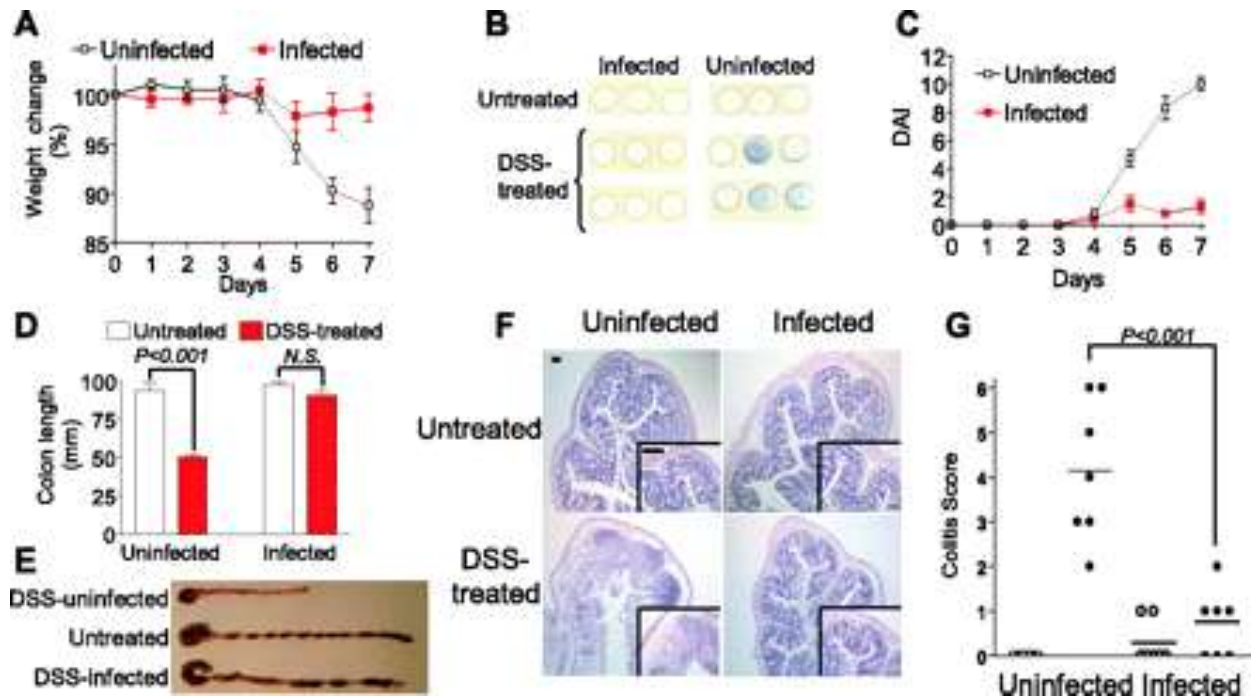 A
Uninfected Infected
Weight change
(%)
100
95
90
85
0 1 2 3 4 5 6 7
Days
B
Infected Uninfected
Untreated
DSS-
treated
C
Uninfected
Infected
DAI
12
10
8
6
4
2
0
0 1 2 3 4 5 6 7
Days
D
Untreated DSS-treated
P<0.001 N.S.
Colon length
(mm)
100
75
50
25
0
Uninfected Infected
E
DSS-uninfected
Untreated
DSS-infected
F
Uninfected Infected
Untreated
DSS-
treated
G
P<0.001
Colitis Score
6
5
4
3
2
1
0
Uninfected Infected